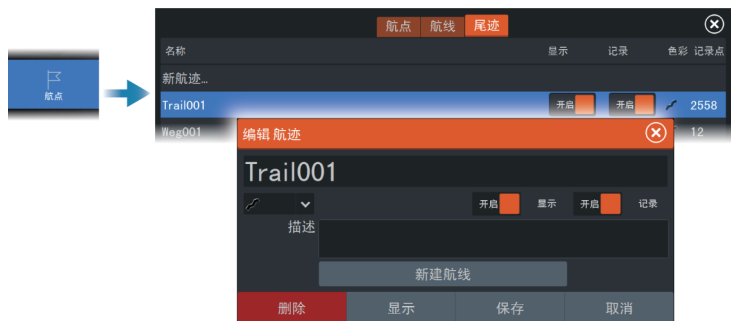 航点 航线 尾迹
名称 显示 记录 色彩 记录点
新航迹...
航点
Trail001 开启 开启 2558
Weg001 12
编辑 航迹
Trail001
开启 显示 开启 记录
描述
新建航线
删除 显示 保存 取消